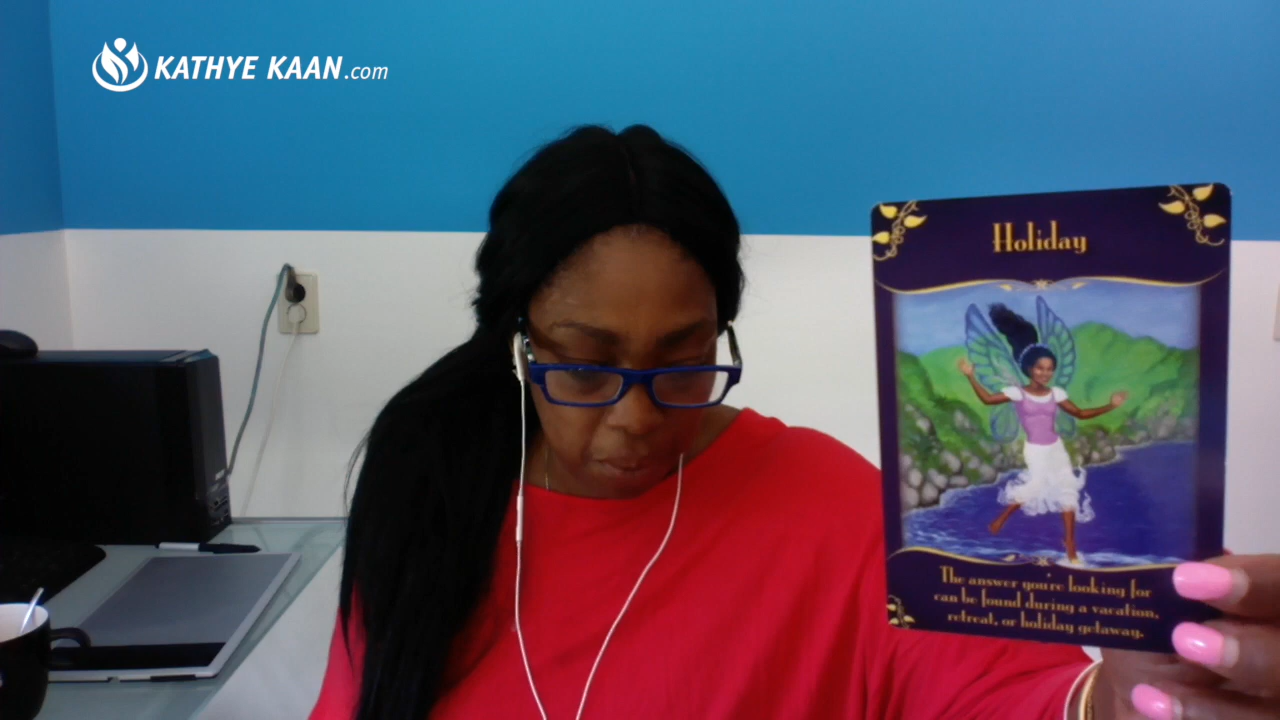 KATHYE KAAN.com
Holiday
The answer you're looking for
can be found during a vacation,
retreat, or holiday getaway.